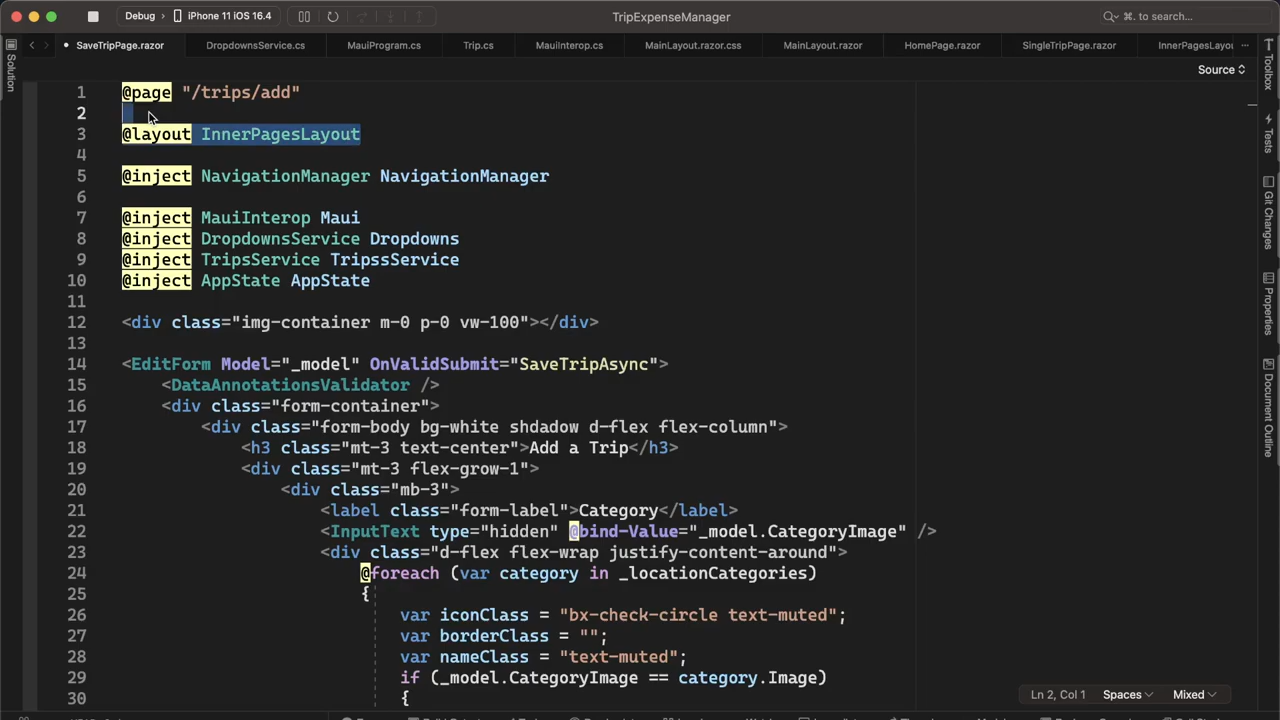 Debug › iPhone 11 iOS 16.4
TripExpenseManager
⌘. to search...
SaveTripPage.razor
DropdownsService.cs
MauiProgram.cs
Trip.cs
MauiInterop.cs
MainLayout.razor.css
MainLayout.razor
HomePage.razor
SingleTripPage.razor
InnerPagesLayou
Solution
Source
Toolbox
Tests
Git Changes
Properties
Document Outline
1 @page "/trips/add"
2
3 @layout InnerPagesLayout
4
5 @inject NavigationManager NavigationManager
6
7 @inject MauiInterop Maui
8 @inject DropdownsService Dropdowns
9 @inject TripsService TripssService
10 @inject AppState AppState
11
12 <div class="img-container m-0 p-0 vw-100"></div>
13
14 <EditForm Model="_model" OnValidSubmit="SaveTripAsync">
15 <DataAnnotationsValidator />
16 <div class="form-container">
17 <div class="form-body bg-white shdadow d-flex flex-column">
18 <h3 class="mt-3 text-center">Add a Trip</h3>
19 <div class="mt-3 flex-grow-1">
20 <div class="mb-3">
21 <label class="form-label">Category</label>
22 <InputText type="hidden" @bind-Value="_model.CategoryImage" />
23 <div class="d-flex flex-wrap justify-content-around">
24 @foreach (var category in _locationCategories)
25 {
26 var iconClass = "bx-check-circle text-muted";
27 var borderClass = "";
28 var nameClass = "text-muted";
29 if (_model.CategoryImage == category.Image)
30 {
Ln 2, Col 1 Spaces Mixed